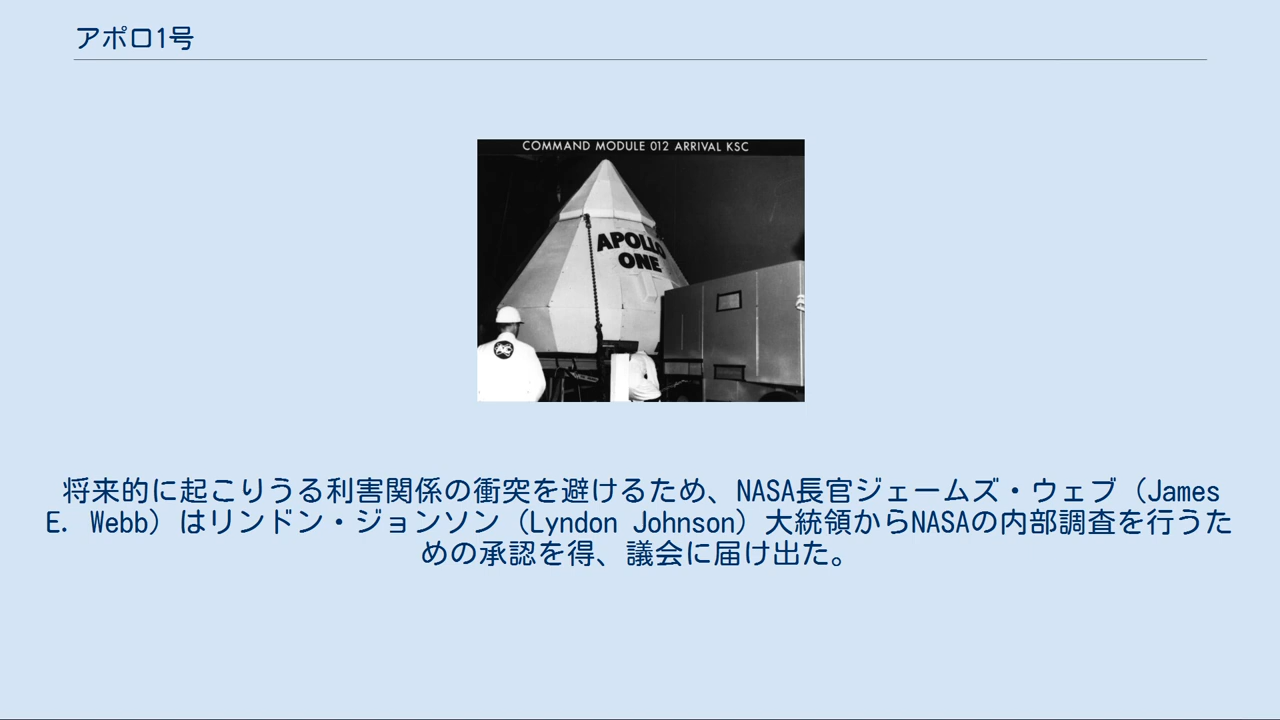 アポロ1号
COMMAND MODULE 012 ARRIVAL KSC
APOLLO
ONE
将来的に起こりうる利害関係の衝突を避けるため、NASA長官ジェームズ・ウェブ（James
E. Webb）はリンドン・ジョンソン（Lyndon Johnson）大統領からNASAの内部調査を行うた
めの承認を得、議会に届け出た。